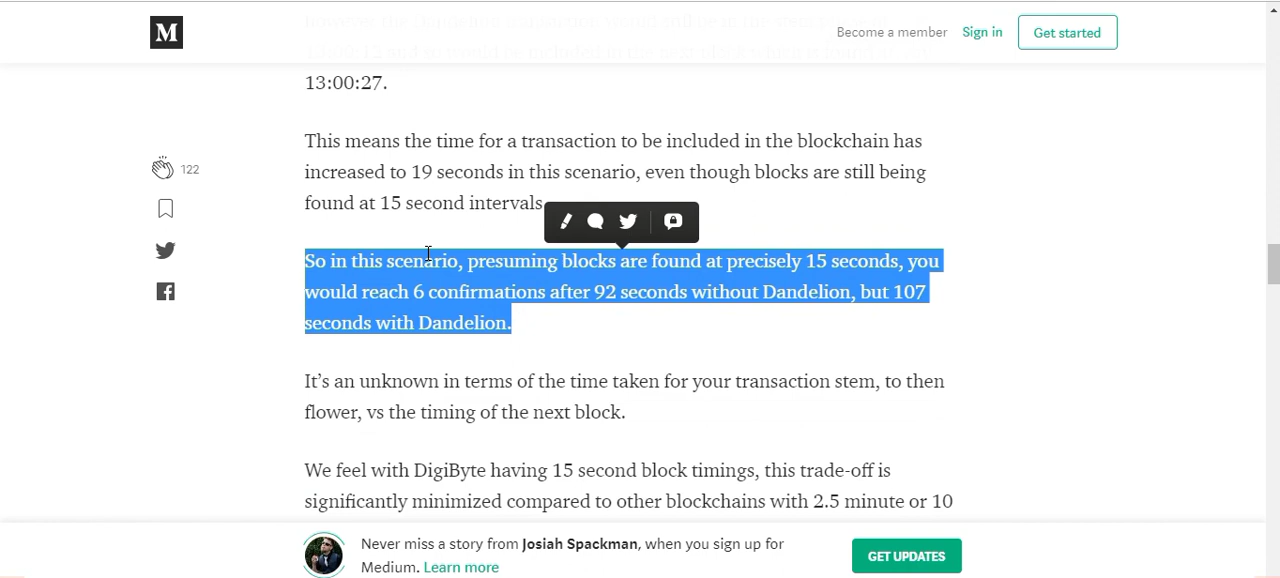 M
Become a member
Sign in
Get started
13:00:27.
This means the time for a transaction to be included in the blockchain has
increased to 19 seconds in this scenario, even though blocks are still being
found at 15 second intervals.
122
So in this scenario, presuming blocks are found at precisely 15 seconds, you
would reach 6 confirmations after 92 seconds without Dandelion, but 107
seconds with Dandelion.
It’s an unknown in terms of the time taken for your transaction stem, to then
flower, vs the timing of the next block.
We feel with DigiByte having 15 second block timings, this trade-off is
significantly minimized compared to other blockchains with 2.5 minute or 10
Never miss a story from Josiah Spackman, when you sign up for
Medium. Learn more
GET UPDATES